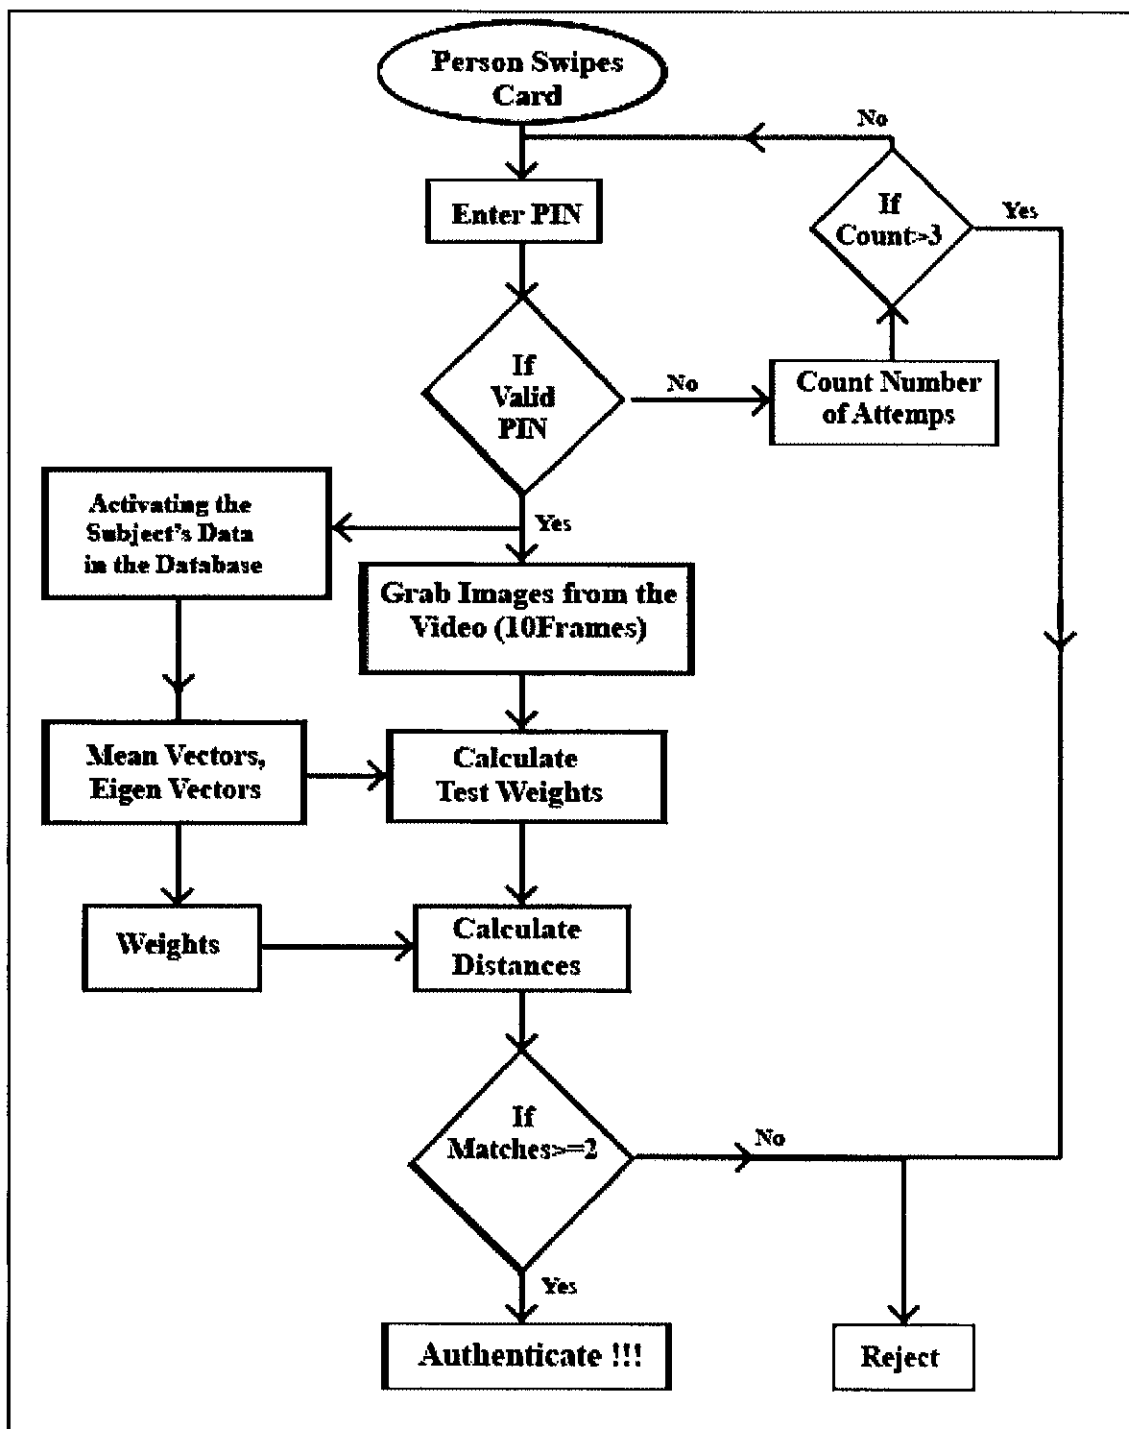 Person Swipes
Card
No
If
Count>3
Yes
Enter PIN
If
Valid
PIN
No
Count Number
of Attemps
Yes
Activating the
Subject's Data
in the Database
Grab Images from the
Video (10Frames)
Mean Vectors,
Eigen Vectors
Calculate
Test Weights
Weights
Calculate
Distances
If
Matches>=2
No
Yes
Authenticate !!!
Reject